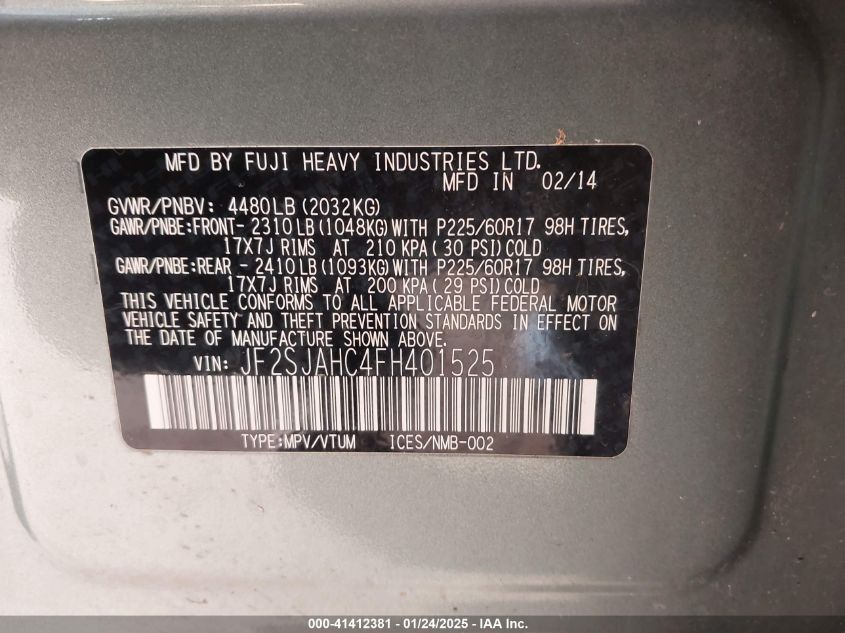 MFD BY FUJI HEAVY INDUSTRIES LTD.
MFD IN 02/14
GVWR/PNBV: 4480LB (2032KG)
GAWR/PNBE:FRONT- 2310LB (1048KG) WITH P225/60R17 98H TIRES,
17X7J RIMS AT 210 KPA ( 30 PSI) COLD
GAWR/PNBE:REAR - 2410LB (1093KG) WITH P225/60R17 98H TIRES,
17X7J RIMS AT 200 KPA ( 29 PSI) COLD
THIS VEHICLE CONFORMS TO ALL APPLICABLE FEDERAL MOTOR
VEHICLE SAFETY AND THEFT PREVENTION STANDARDS IN EFFECT ON
THE DATE OF MANUFACTURE SHOWN ABOVE.
VIN: JF2SJAHC4FH401525
TYPE:MPV/VTUM ICES/NMB-002
000-41412381 - 01/24/2025 - IAA Inc.